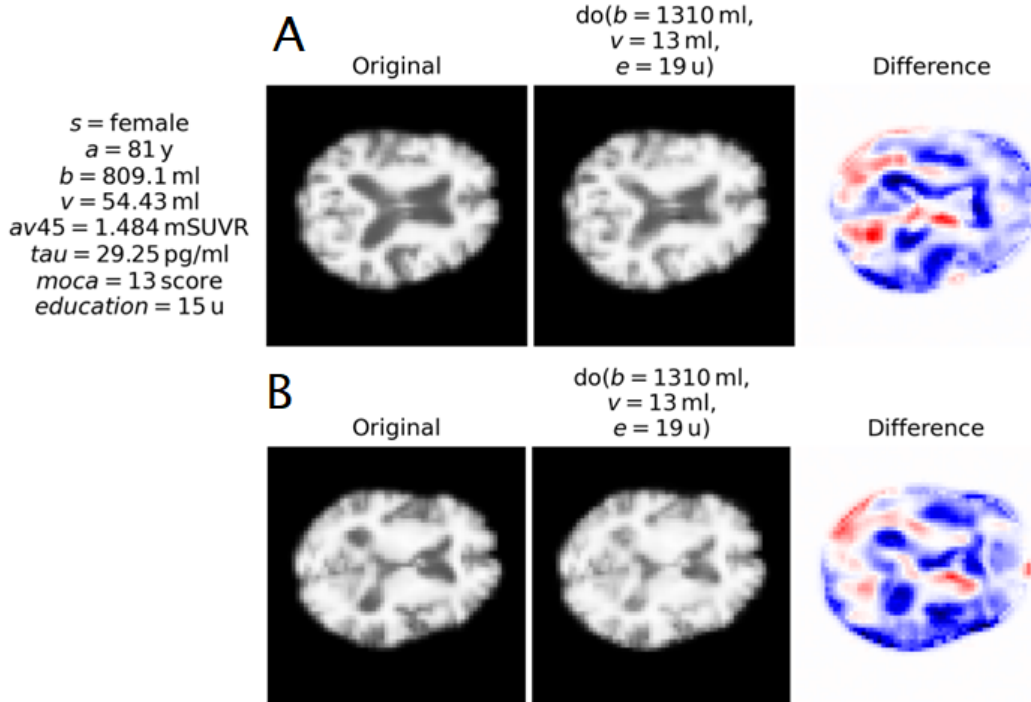 A
do(b = 1310 ml,
v = 13 ml,
e = 19 u)
Original
Difference
s = female
a = 81 y
b = 809.1 ml
v = 54.43 ml
av45 = 1.484 mSUVR
tau = 29.25 pg/ml
moca = 13 score
education = 15 u
B
do(b = 1310 ml,
v = 13 ml,
e = 19 u)
Original
Difference